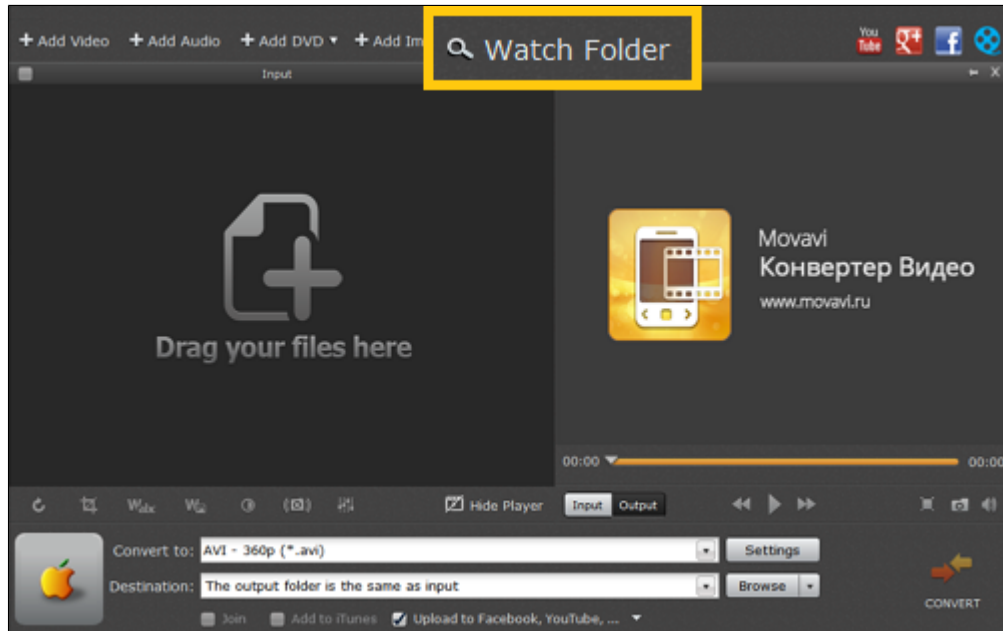 + Add Video + Add Audio + Add DVD + Add Im
Watch Folder
You Tube
Input
Drag your files here
Movavi
Конвертер Видео
www.movavi.ru
00:00 00:00
Wabc W Hide Player Input Output
Convert to: AVI - 360p (*.avi) Settings
Destination: The output folder is the same as input Browse
Join Add to iTunes Upload to Facebook, YouTube, ...
CONVERT